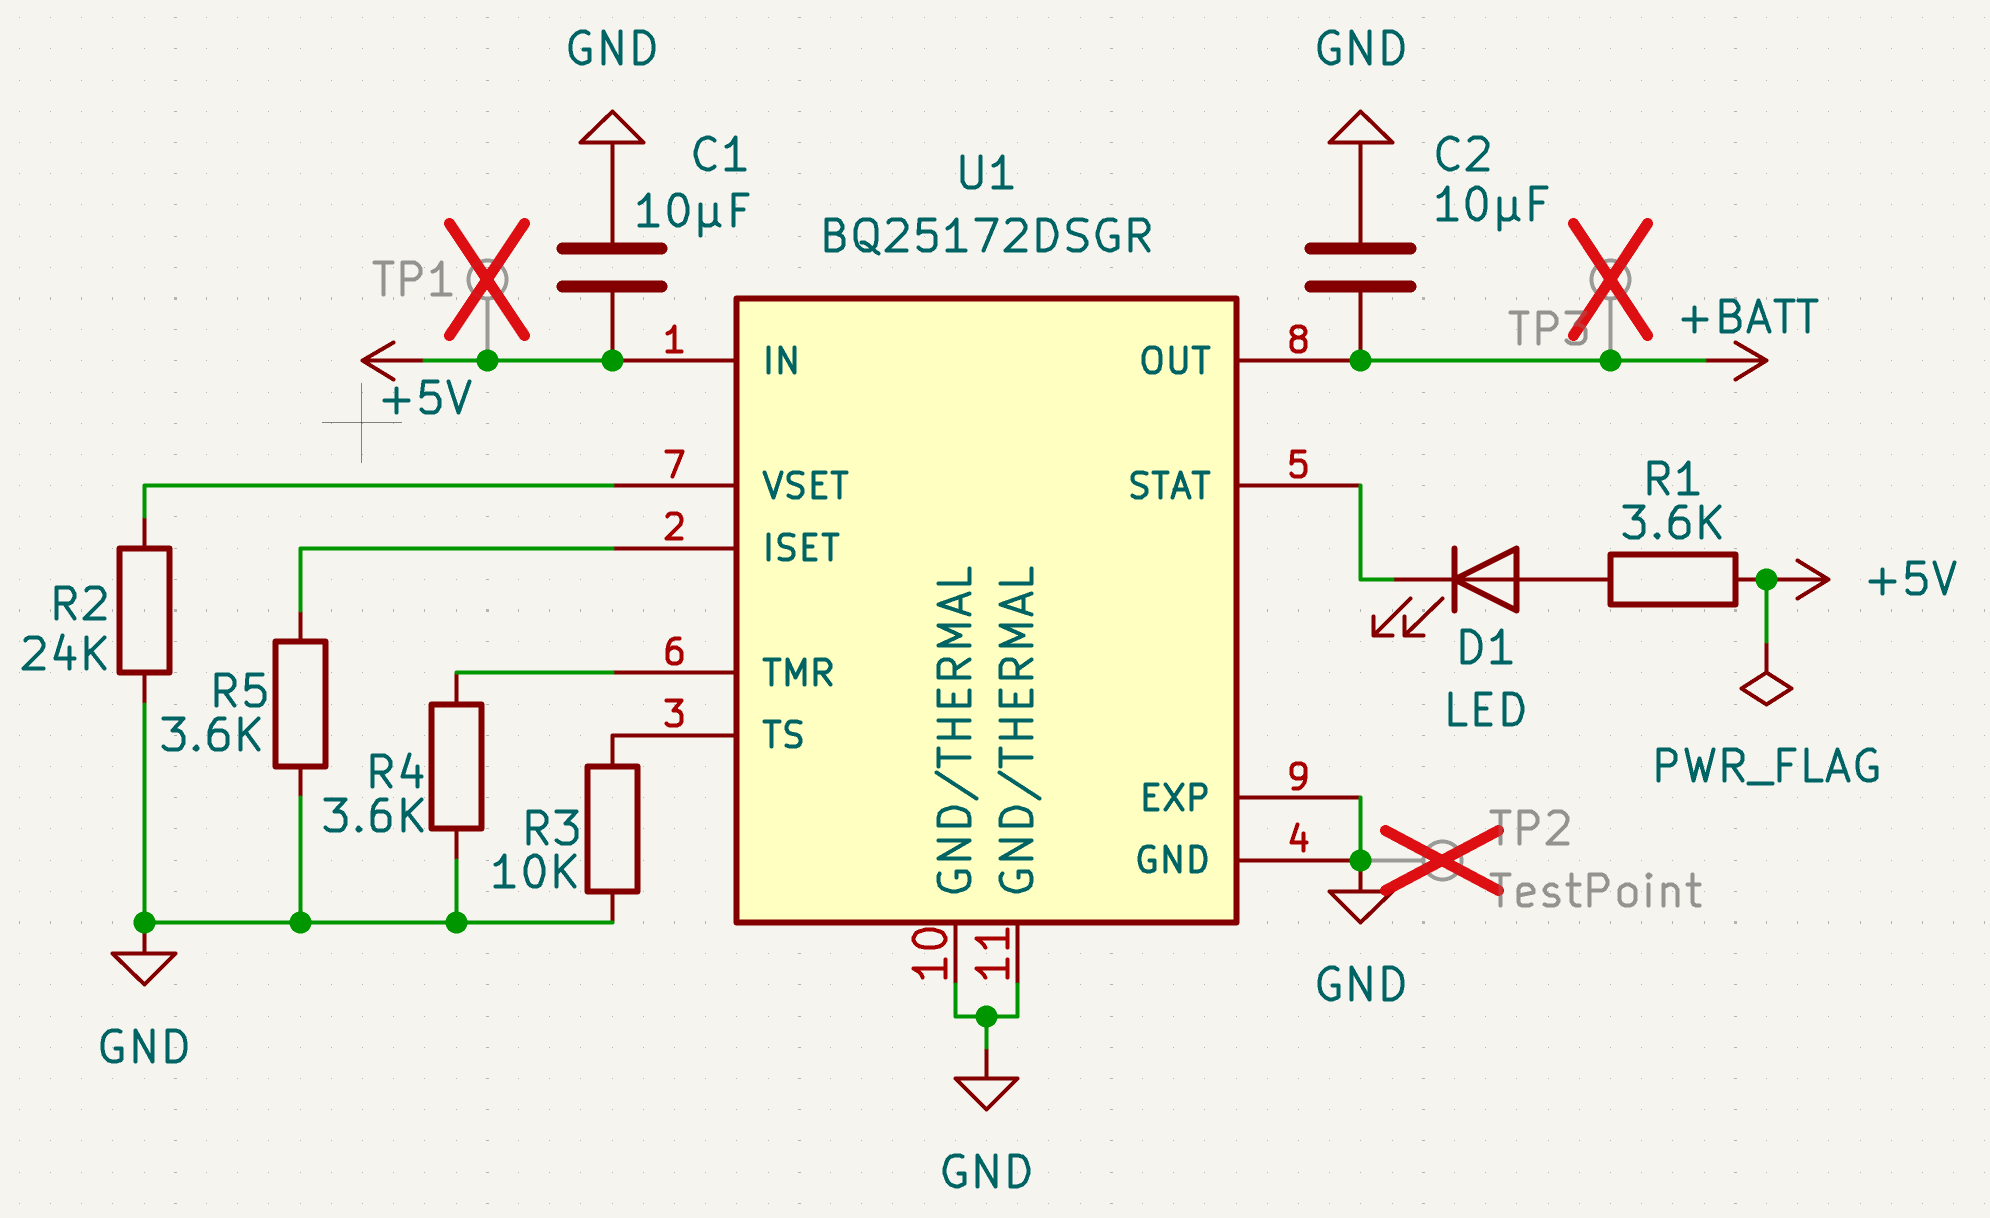 GND
GND
C1
10µF
U1
BQ25172DSGR
C2
10µF
TP1
TP3
+BATT
+5V
1
IN
OUT
8
7
VSET
STAT
5
2
ISET
R1
3.6K
+5V
R2
24K
D1
LED
R5
3.6K
6
TMR
3
TS
R4
3.6K
PWR_FLAG
R3
10K
GND/THERMAL
GND/THERMAL
EXP
9
GND
4
TP2
TestPoint
10
11
GND
GND
GND